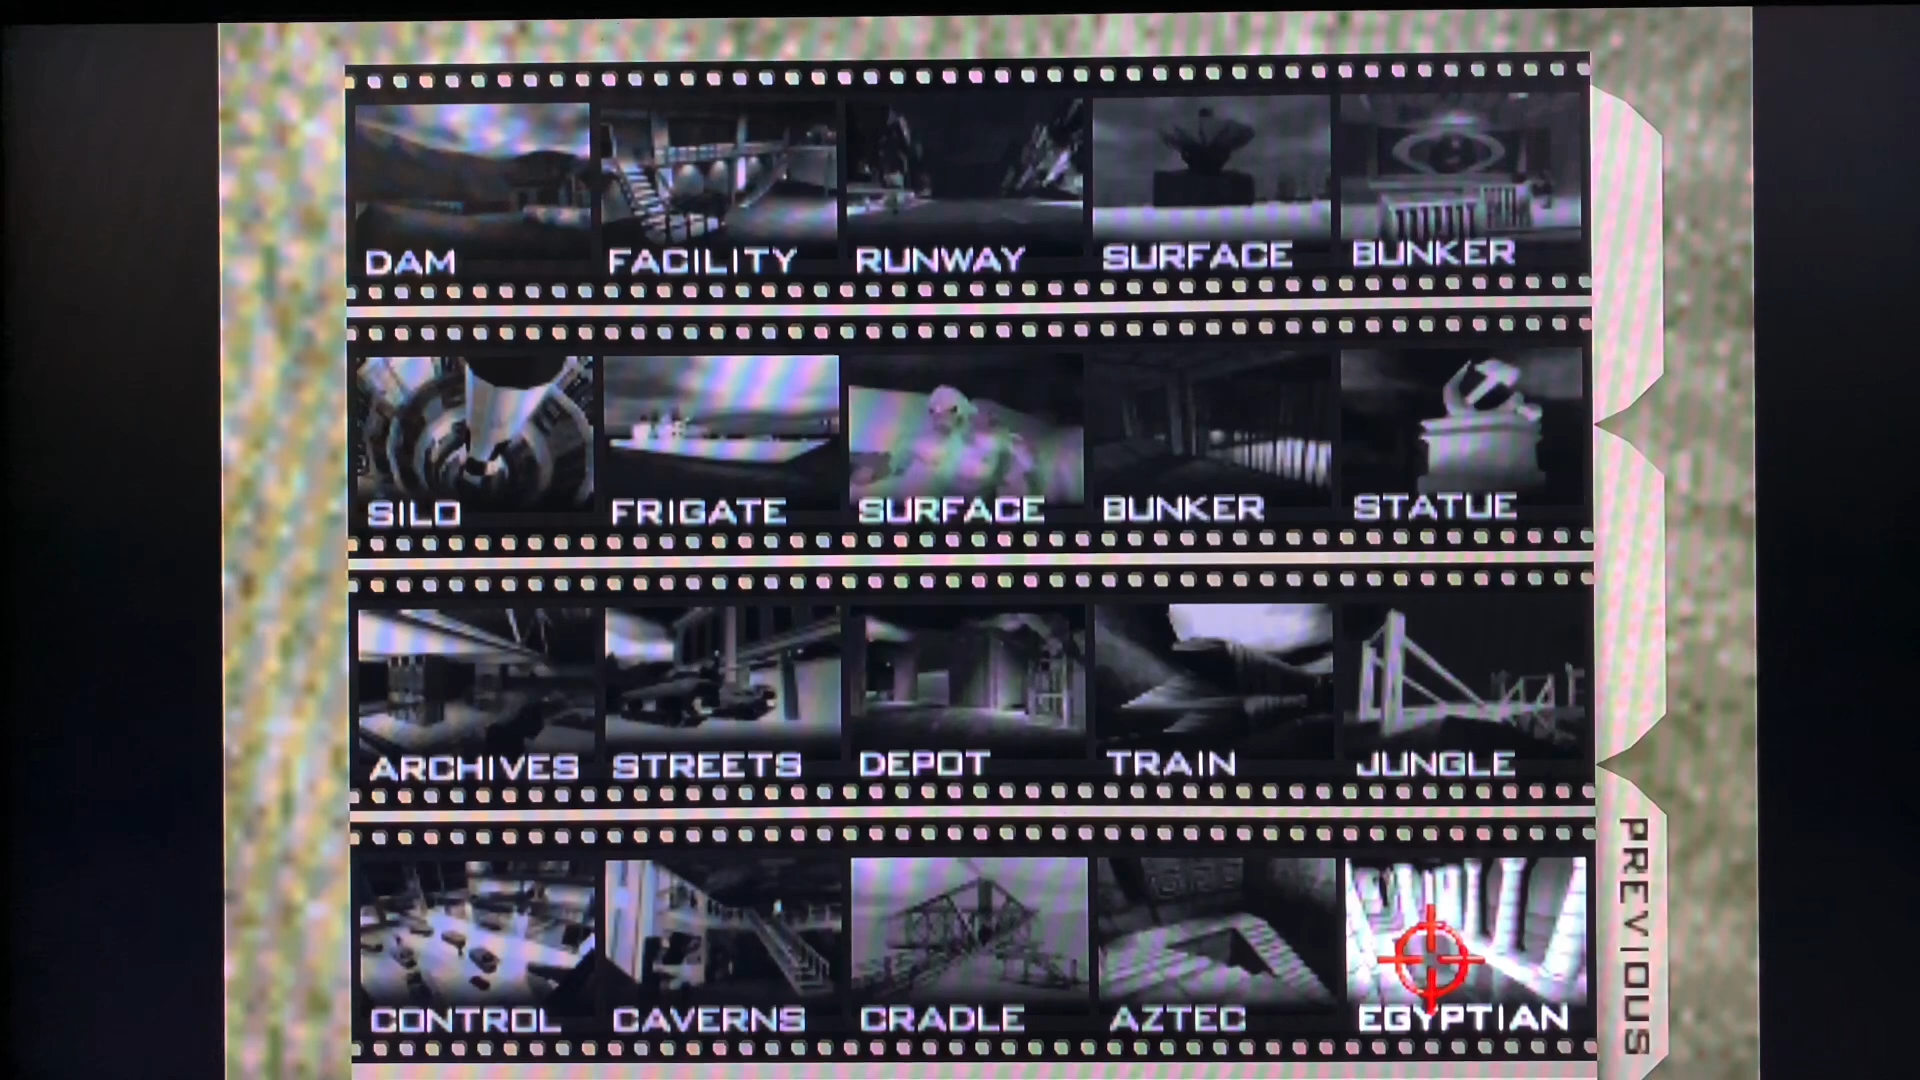 DAM FACILITY RUNWAY SURFACE BUNKER
SILO FRIGATE SURFACE BUNKER STATUE
ARCHIVES STREETS DEPOT TRAIN JUNGLE
CONTROL CAVERNS CRADLE AZTEC EGYPTIAN
PREVIOUS